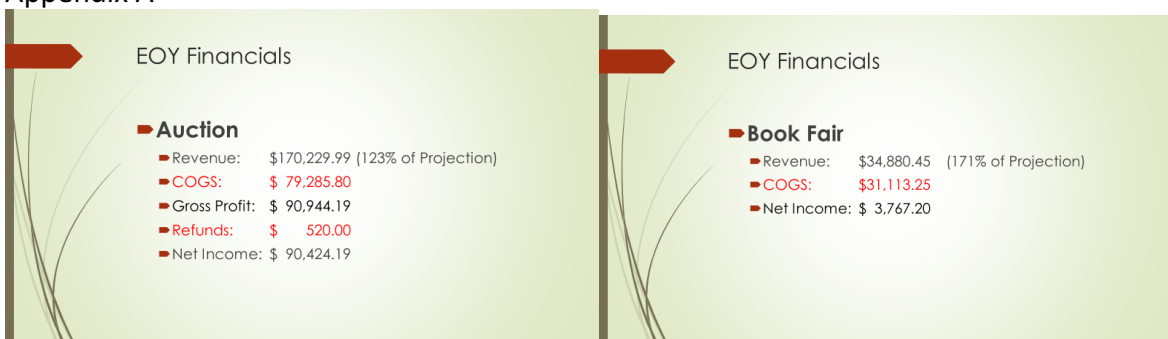 Appendix A
EOY Financials
Auction
Revenue: $170,229.99 (123% of Projection)
COGS: $ 79,285.80
Gross Profit: $ 90,944.19
Refunds: $ 520.00
Net Income: $ 90,424.19
EOY Financials
Book Fair
Revenue: $34,880.45 (171% of Projection)
COGS: $31,113.25
Net Income: $ 3,767.20